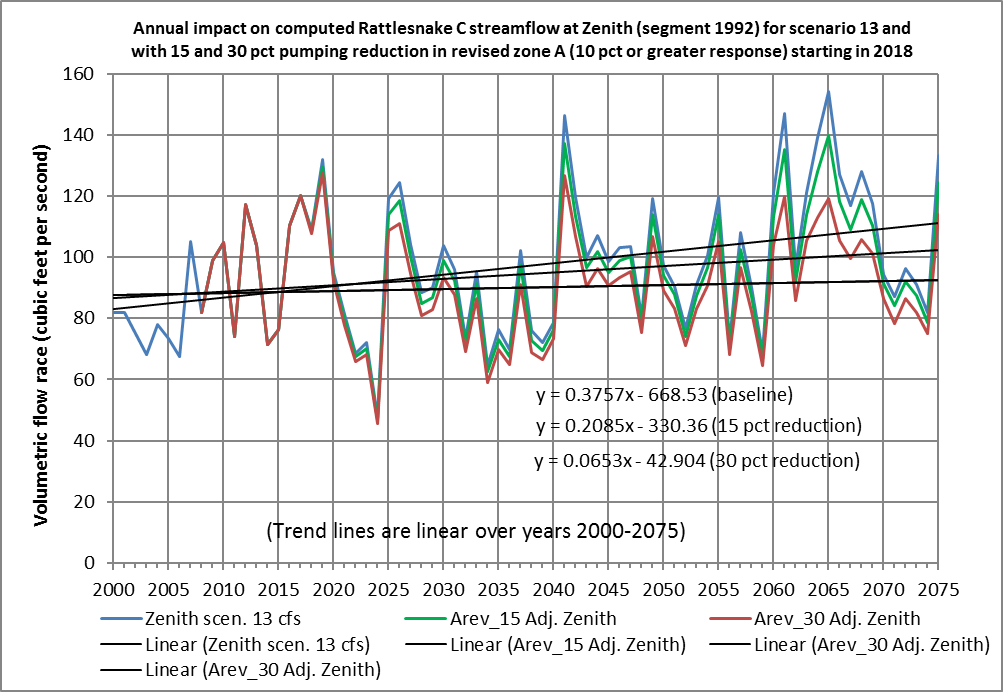 Annual impact on computed Rattlesnake C streamflow at Zenith (segment 1992) for scenario 13 and
with 15 and 30 pct pumping reduction in revised zone A (10 pct or greater response) starting in 2018
Volumetric flow race (cubic feet per second)
160
140
120
100
80
60
40
20
0
y = 0.3757x - 668.53 (baseline)
y = 0.2085x - 330.36 (15 pct reduction)
y = 0.0653x - 42.904 (30 pct reduction)
(Trend lines are linear over years 2000-2075)
2000 2005 2010 2015 2020 2025 2030 2035 2040 2045 2050 2055 2060 2065 2070 2075
Zenith scen. 13 cfs Arev_15 Adj. Zenith Arev_30 Adj. Zenith
Linear (Zenith scen. 13 cfs) Linear (Arev_15 Adj. Zenith) Linear (Arev_30 Adj. Zenith)
Linear (Arev_30 Adj. Zenith)